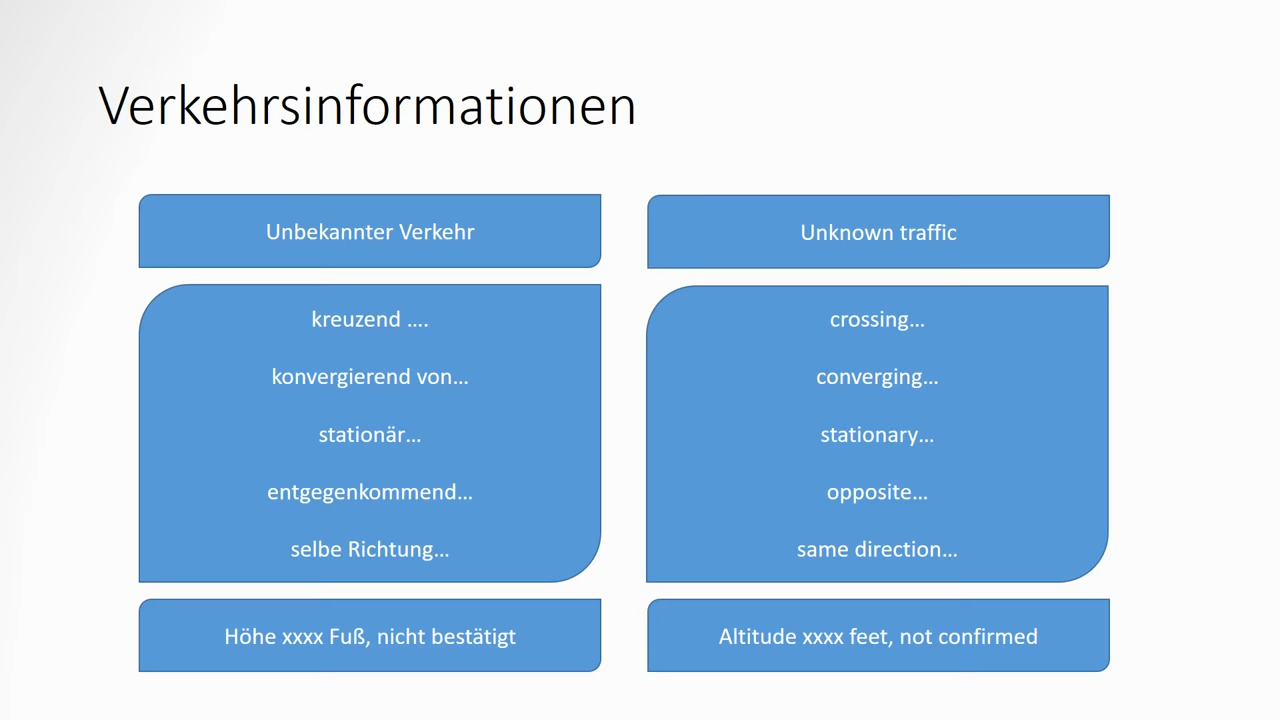 Verkehrsinformationen
Unbekannter Verkehr
kreuzend ….
konvergierend von…
stationär…
entgegenkommend…
selbe Richtung…
Höhe xxxx Fuß, nicht bestätigt
Unknown traffic
crossing…
converging…
stationary…
opposite…
same direction…
Altitude xxxx feet, not confirmed